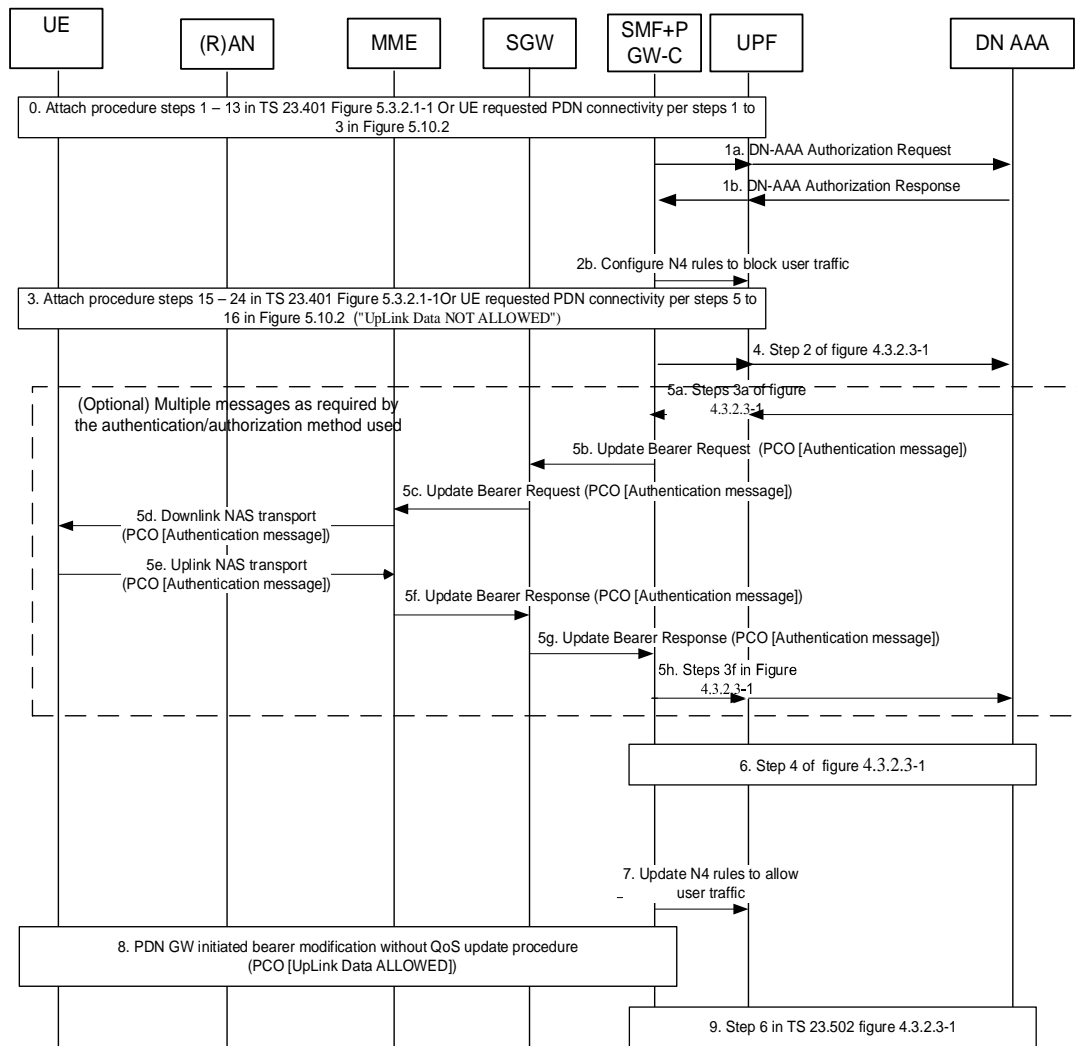 UE
(R)AN
MME
SGW
SMF+P
GW-C
UPF
DN AAA
0. Attach procedure steps 1 – 13 in TS 23.401 Figure 5.3.2.1-1 Or UE requested PDN connectivity per steps 1 to
3 in Figure 5.10.2
1a. DN-AAA Authorization Request
1b. DN-AAA Authorization Response
2b. Configure N4 rules to block user traffic
3. Attach procedure steps 15 – 24 in TS 23.401 Figure 5.3.2.1-1Or UE requested PDN connectivity per steps 5 to
16 in Figure 5.10.2 ("UpLink Data NOT ALLOWED")
4. Step 2 of figure 4.3.2.3-1
(Optional) Multiple messages as required by
the authentication/authorization method used
5a. Steps 3a of figure
4.3.2.3-1
5b. Update Bearer Request (PCO [Authentication message])
5c. Update Bearer Request (PCO [Authentication message])
5d. Downlink NAS transport
(PCO [Authentication message])
5e. Uplink NAS transport
(PCO [Authentication message])
5f. Update Bearer Response (PCO [Authentication message])
5g. Update Bearer Response (PCO [Authentication message])
5h. Steps 3f in Figure
4.3.2.3-1
6. Step 4 of figure 4.3.2.3-1
7. Update N4 rules to allow
user traffic
8. PDN GW initiated bearer modification without QoS update procedure
(PCO [UpLink Data ALLOWED])
9. Step 6 in TS 23.502 figure 4.3.2.3-1